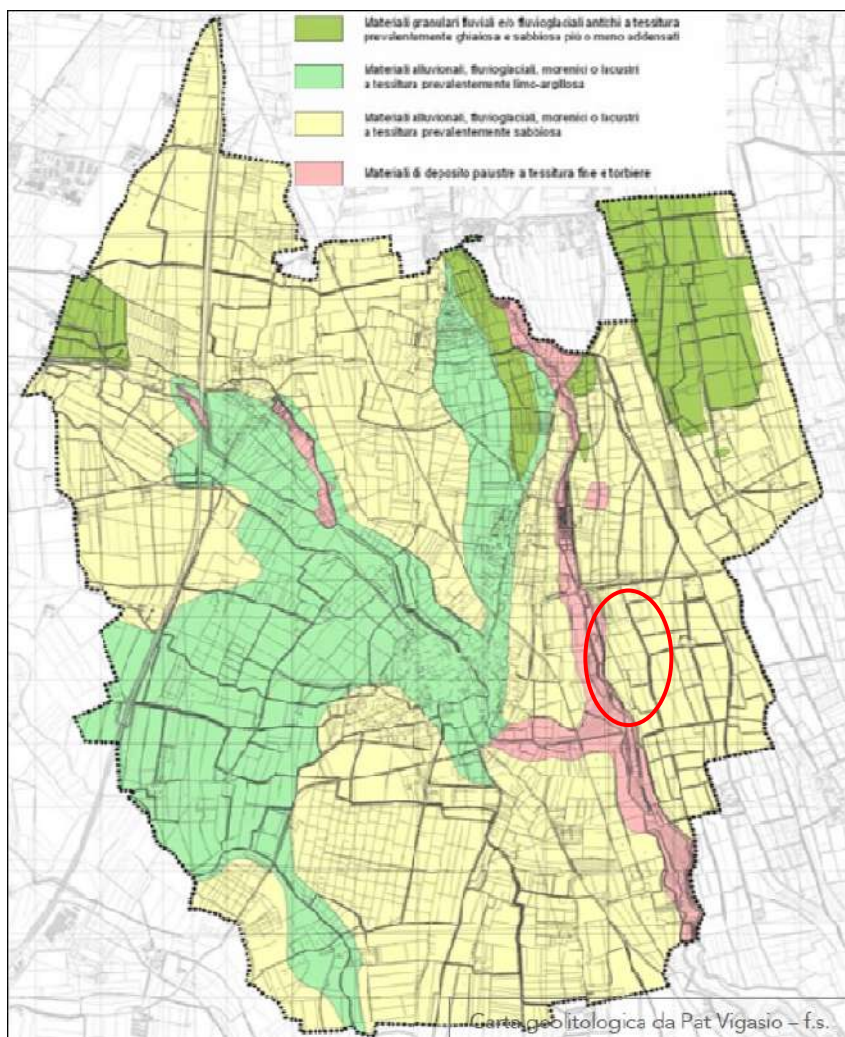 Materiali granulari fluviali e/o fluvioglaciali antichi a tessitura
prevalentemente ghiaiosa e sabbiosa più o meno addensati
Materiali alluvionali, fluvioglaciali, morenici o lacustri
a tessitura prevalentemente limo-argillosa
Materiali alluvionali, fluvioglaciali, morenici o lacustri
a tessitura prevalentemente sabbiosa
Materiali di deposito palustre a tessitura fine e torbiere
Carta geolitologica da Pat Vigasio – f.s.